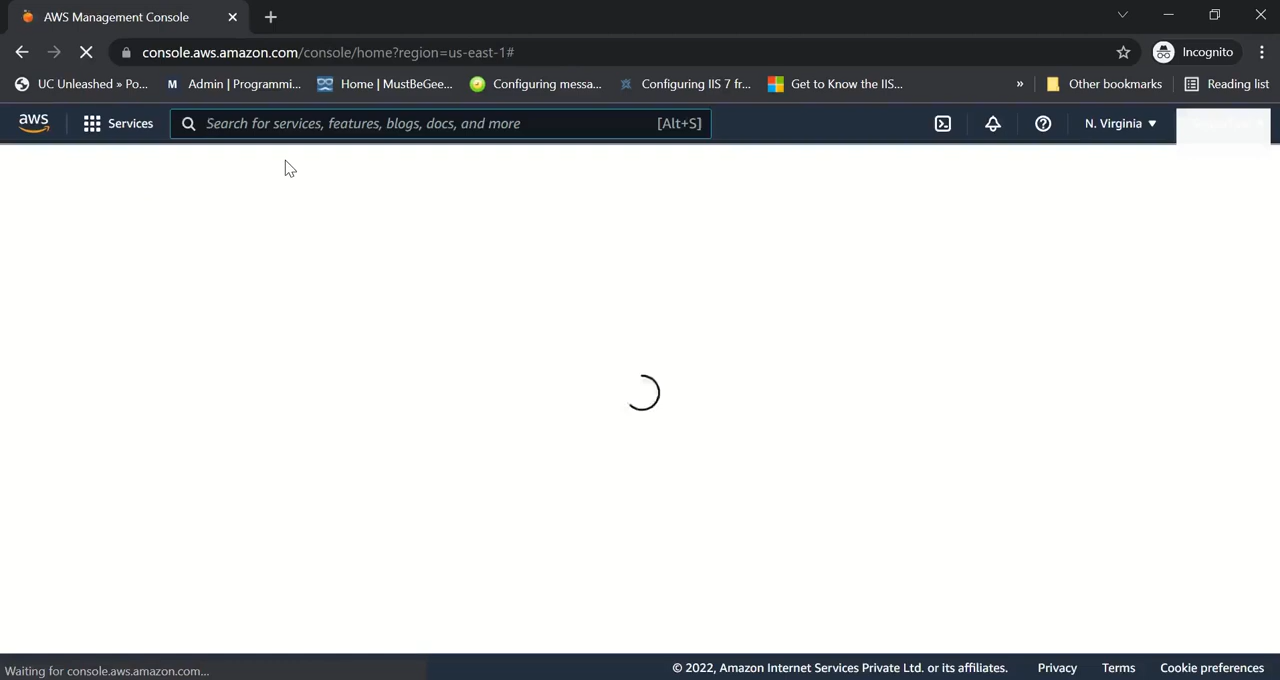 AWS Management Console
console.aws.amazon.com/console/home?region=us-east-1#
Incognito
UC Unleashed » Po...
Admin | Programmi...
Home | MustBeGee...
Configuring messa...
Configuring IIS 7 fr...
Get to Know the IIS...
»
Other bookmarks
Reading list
aws
Services
Search for services, features, blogs, docs, and more
[Alt+S]
N. Virginia
Waiting for console.aws.amazon.com...
© 2022, Amazon Internet Services Private Ltd. or its affiliates.
Privacy
Terms
Cookie preferences